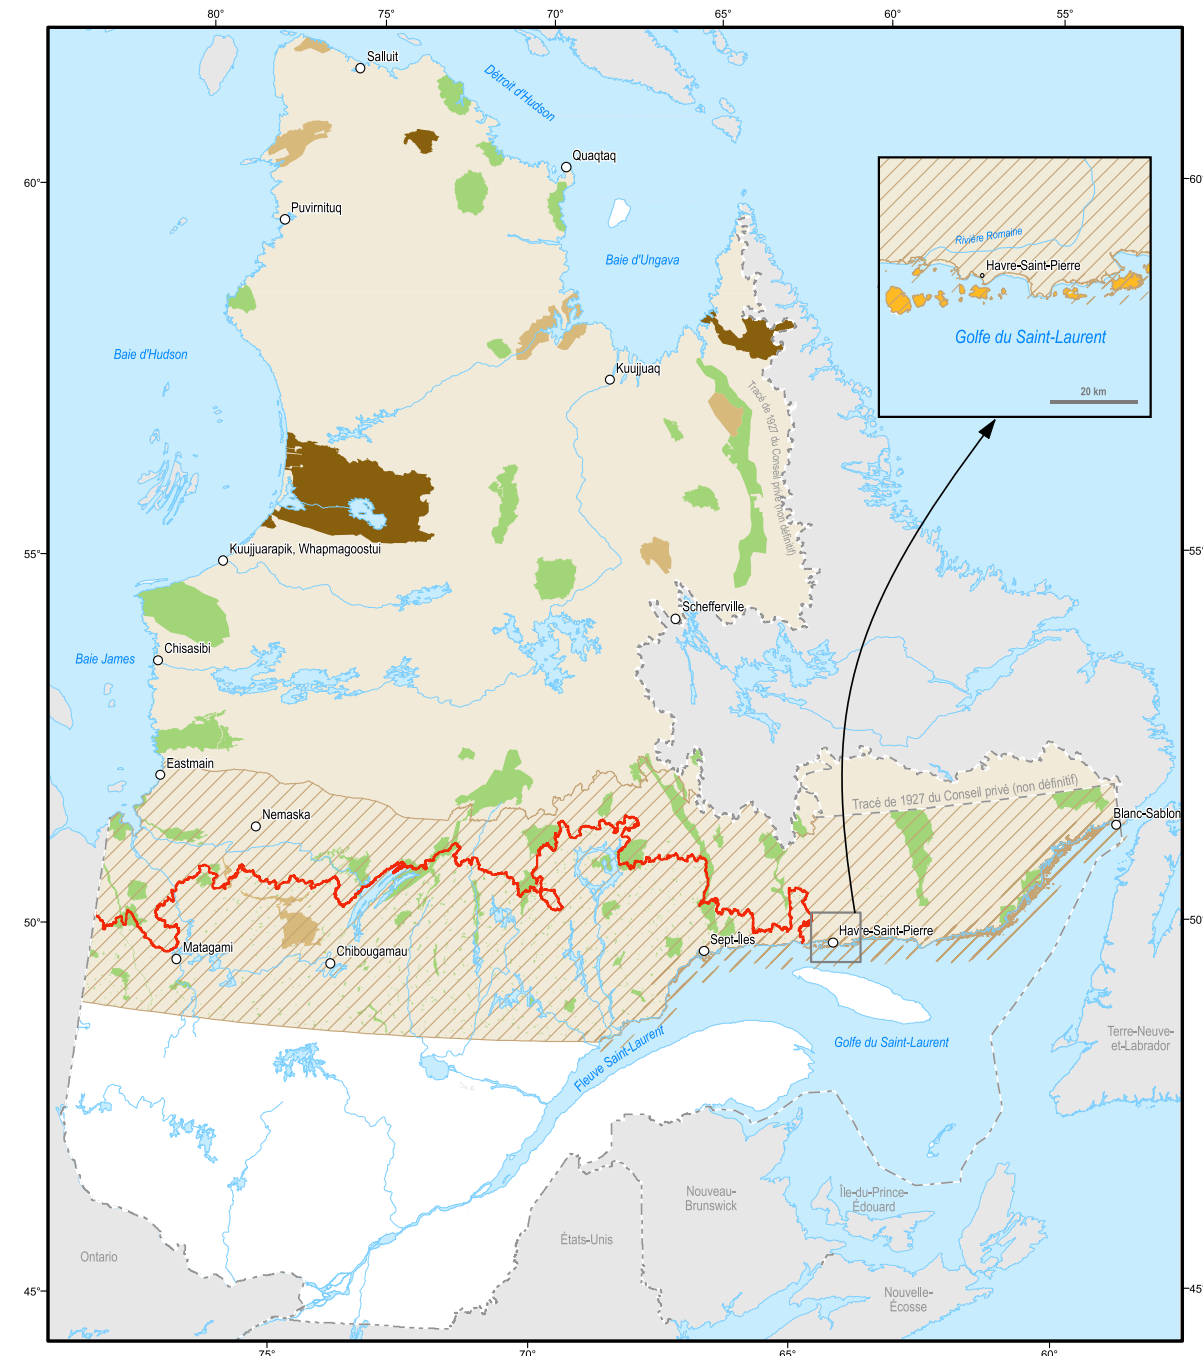 80°
75°
70°
65°
60°
55°
Salluit
Détroit d'Hudson
Quaqtaq
60°
60°
Puvirnituq
Baie d'Ungava
Rivière Romaine
Havre-Saint-Pierre
Golfe du Saint-Laurent
20 km
Baie d'Hudson
Kuujjuaq
Tracé de 1927 du Conseil privé (non définitif)
55°
55°
Kuujjuarapik, Whapmagoostui
Schefferville
Chisasibi
Baie James
Eastmain
Tracé de 1927 du Conseil privé (non définitif)
Nemaska
Blanc-Sablon
50°
50°
Matagami
Chibougamau
Sept-Îles
Havre-Saint-Pierre
Fleuve Saint-Laurent
Golfe du Saint-Laurent
Terre-Neuve-
et-Labrador
Nouveau-
Brunswick
Île-du-Prince-
Édouard
États-Unis
Ontario
Nouvelle-
Écosse
45°
45°
75°
70°
65°
60°